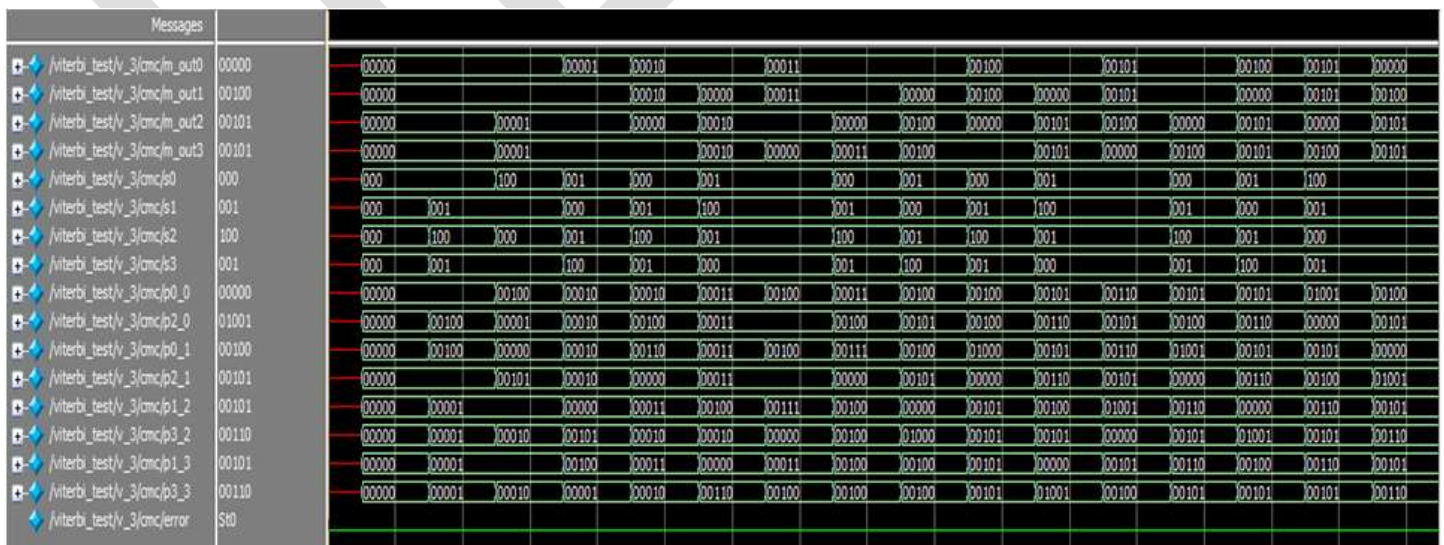 Messages
/viterbi_test/v_3/cmc/m_out0 00000 00000 00001 00010 00011 00100 00101 00100 00101 00000
/viterbi_test/v_3/cmc/m_out1 00100 00000 00010 00000 00011 00000 00100 00000 00101 00000 00101 00100
/viterbi_test/v_3/cmc/m_out2 00101 00000 00001 00000 00010 00000 00100 00000 00101 00100 00000 00101 00000 00101
/viterbi_test/v_3/cmc/m_out3 00101 00000 00001 00010 00000 00011 00100 00101 00000 00100 00101 00100 00101
/viterbi_test/v_3/cmc/s0 000 000 100 001 000 001 000 001 000 001 000 001 100
/viterbi_test/v_3/cmc/s1 001 000 001 000 001 100 001 000 001 100 001 000 001
/viterbi_test/v_3/cmc/s2 100 000 100 000 001 100 001 100 001 100 001 100 001 000
/viterbi_test/v_3/cmc/s3 001 000 001 100 001 000 001 100 001 000 001 100 001
/viterbi_test/v_3/cmc/p0_0 00000 00000 00100 00010 00010 00011 00100 00011 00100 00100 00101 00110 00101 00101 01001 00100
/viterbi_test/v_3/cmc/p2_0 01001 00000 00100 00001 00010 00100 00011 00100 00101 00100 00110 00101 00100 00110 00000 00101
/viterbi_test/v_3/cmc/p0_1 00100 00000 00100 00000 00010 00110 00011 00100 00111 00100 01000 00101 00110 01001 00101 00101 00000
/viterbi_test/v_3/cmc/p2_1 00101 00000 00101 00010 00000 00011 00000 00101 00000 00110 00101 00000 00110 00100 01001
/viterbi_test/v_3/cmc/p1_2 00101 00000 00001 00000 00011 00100 00111 00100 00000 00101 00100 01001 00110 00000 00110 00101
/viterbi_test/v_3/cmc/p3_2 00110 00000 00001 00010 00101 00010 00010 00000 00100 01000 00101 00101 00000 00101 01001 00101 00110
/viterbi_test/v_3/cmc/p1_3 00101 00000 00001 00100 00011 00000 00011 00100 00100 00101 00000 00101 00110 00100 00110 00101
/viterbi_test/v_3/cmc/p3_3 00110 00000 00001 00010 00001 00010 00110 00100 00100 00100 00101 01001 00100 00101 00101 00101 00110
/viterbi_test/v_3/cmc/error St0